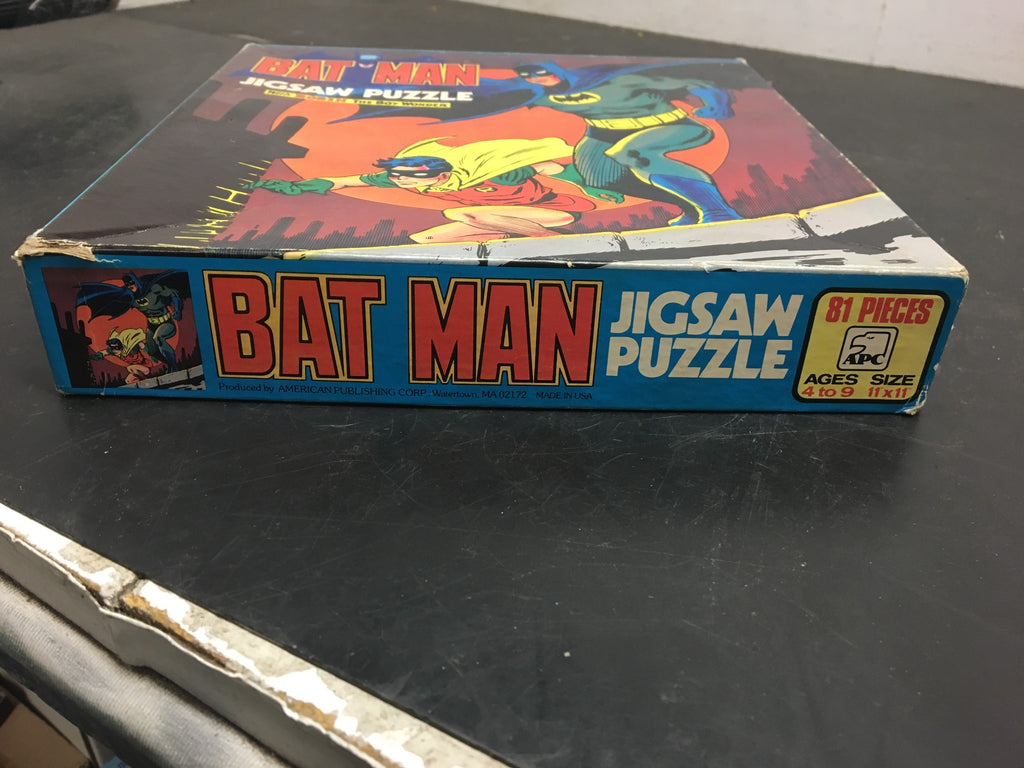 BAT MAN
JIGSAW PUZZLE
THE BOY WONDER
BAT MAN
JIGSAW
PUZZLE
Produced by AMERICAN PUBLISHING CORP. Watertown, MA 02172 MADE IN USA
81 PIECES
APC
AGES SIZE
4 to 9 11x11